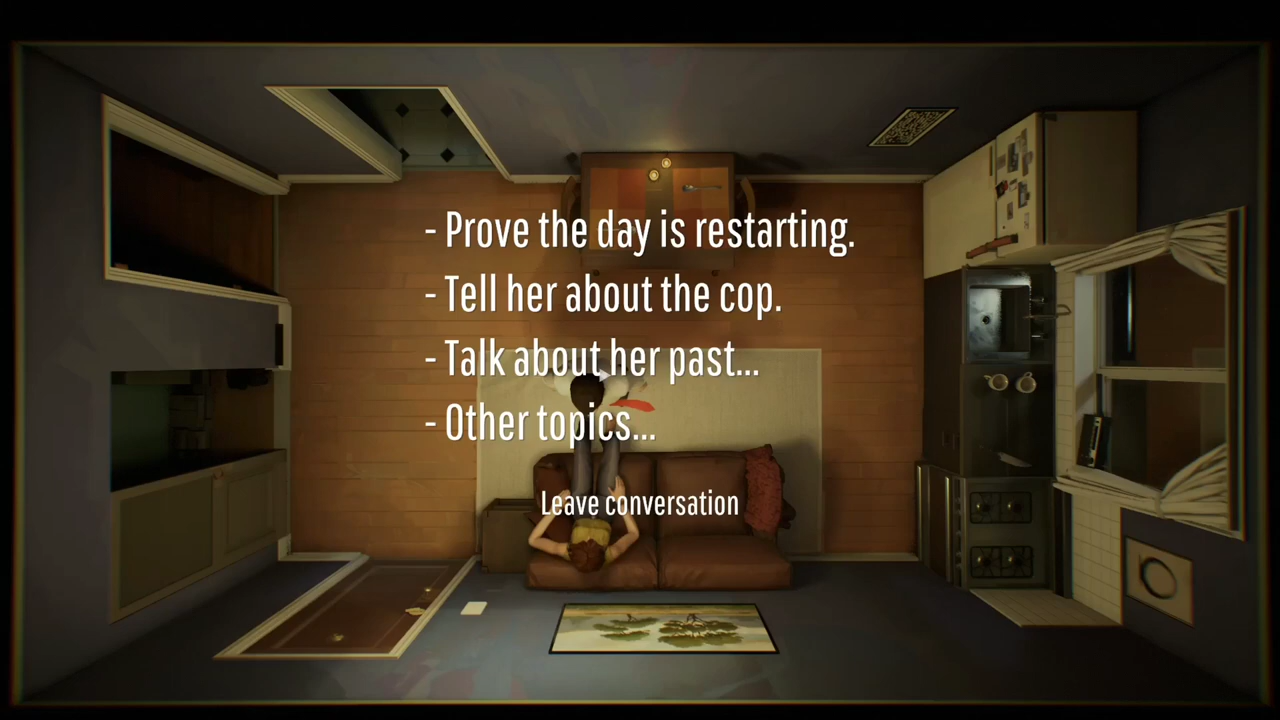 - Prove the day is restarting.
- Tell her about the cop.
- Talk about her past...
- Other topics...
Leave conversation